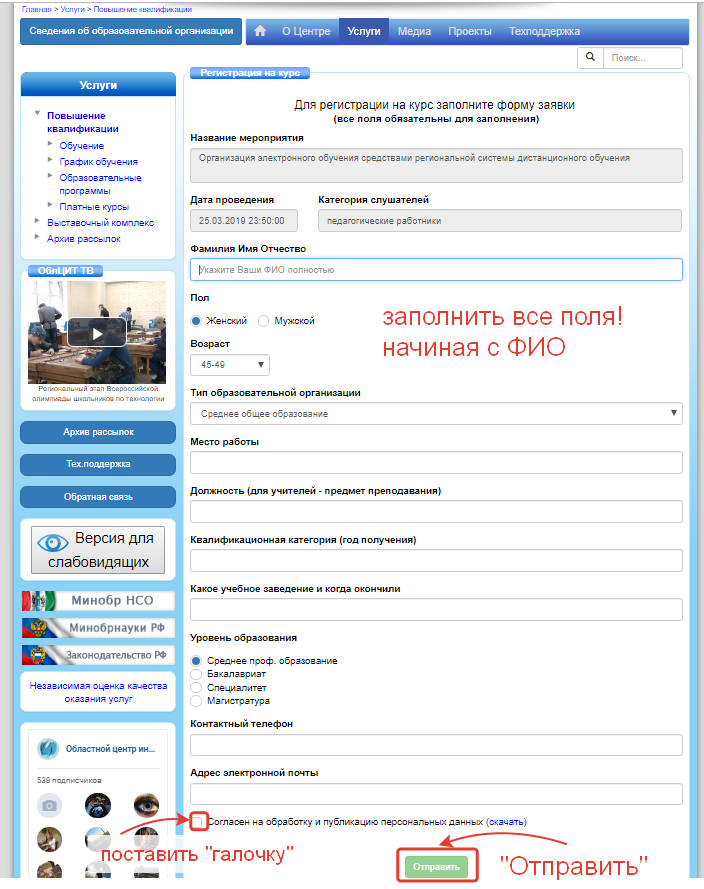 Главная > Услуги > Повышение квалификации
Сведения об образовательной организации
О Центре Услуги Медиа Проекты Техподдержка
Поиск...
Услуги
Повышение
квалификации
Обучение
График обучения
Образовательные
программы
Платные курсы
Выставочный комплекс
Архив рассылок
ОблЦИТ ТВ
Региональный этап Всероссийской
олимпиады школьников по технологии
Архив рассылок
Тех.поддержка
Обратная связь
Версия для
слабовидящих
Минобр НСО
Минобрнауки РФ
Законодательство РФ
Независимая оценка качества
оказания услуг
Областной центр ин...
538 подписчиков
Регистрация на курс
Для регистрации на курс заполните форму заявки
(все поля обязательны для заполнения)
Название мероприятия
Организация электронного обучения средствами региональной системы дистанционного обучения
Дата проведения Категория слушателей
25.03.2019 23:50:00 педагогические работники
Фамилия Имя Отчество
Укажите Ваши ФИО полностью
Пол
Женский Мужской
заполнить все поля!
начиная с ФИО
Возраст
45-49
Тип образовательной организации
Среднее общее образование
Место работы
Должность (для учителей - предмет преподавания)
Квалификационная категория (год получения)
Какое учебное заведение и когда окончили
Уровень образования
Среднее проф. образование
Бакалавриат
Специалитет
Магистратура
Контактный телефон
Адрес электронной почты
Согласен на обработку и публикацию персональных данных (скачать)
поставить "галочку"
Отправить
"Отправить"